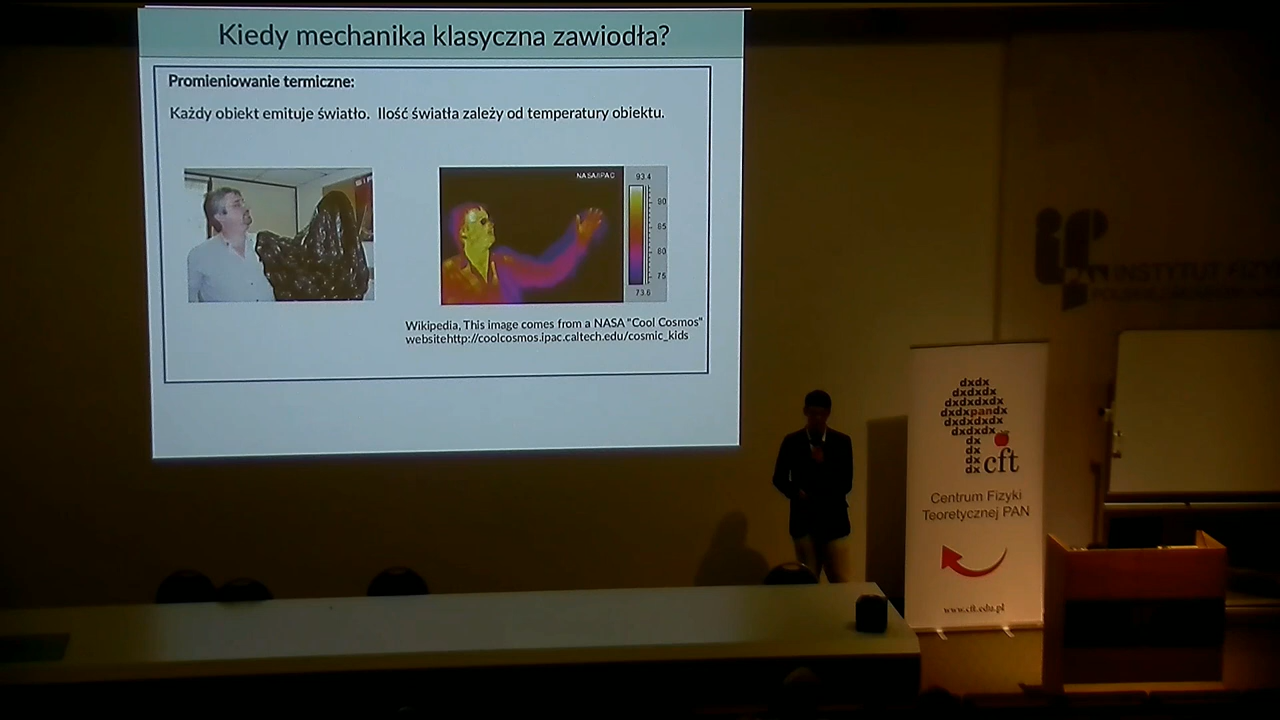 Kiedy mechanika klasyczna zawiodła?
Promieniowanie termiczne:
Każdy obiekt emituje światło. Ilość światła zależy od temperatury obiektu.
NASA/IPAC
93.4
90
85
80
75
73.6
Wikipedia, This image comes from a NASA "Cool Cosmos"
websitehttp://coolcosmos.ipac.caltech.edu/cosmic_kids
if
PAN INSTYTUT FIZY
dxdx
dxdxdx
dxdxdxdx
dxdxpandx
dxdxdxdx
dxdxdx
dx
dx
dx
dx cft
Centrum Fizyki
Teoretycznej PAN
www.cft.edu.pl